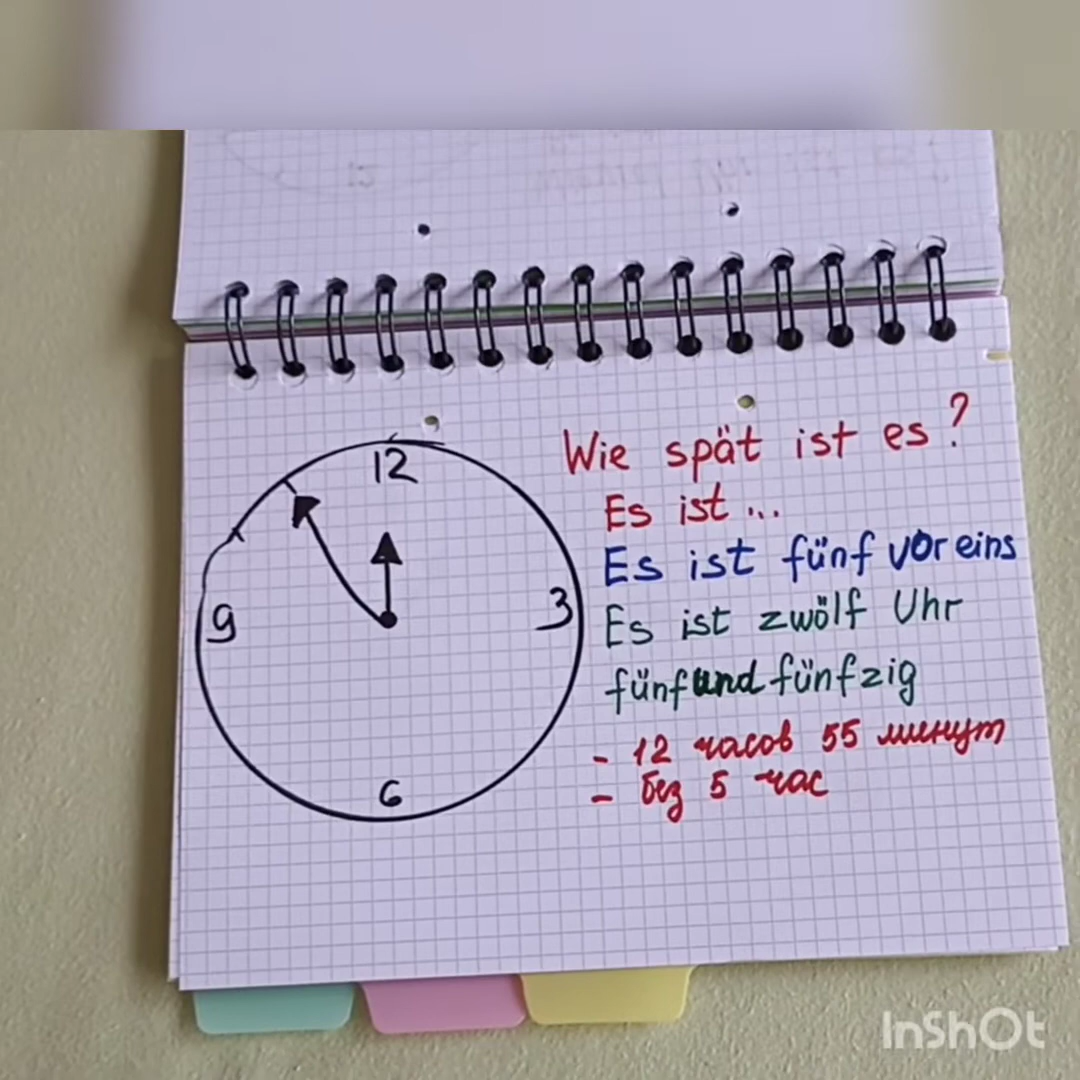 12
9
3
6
Wie spät ist es?
Es ist...
Es ist fünf vor eins
Es ist zwölf Uhr
fünfundfünfzig
- 12 часов 55 минут
- без 5 час
InShOt